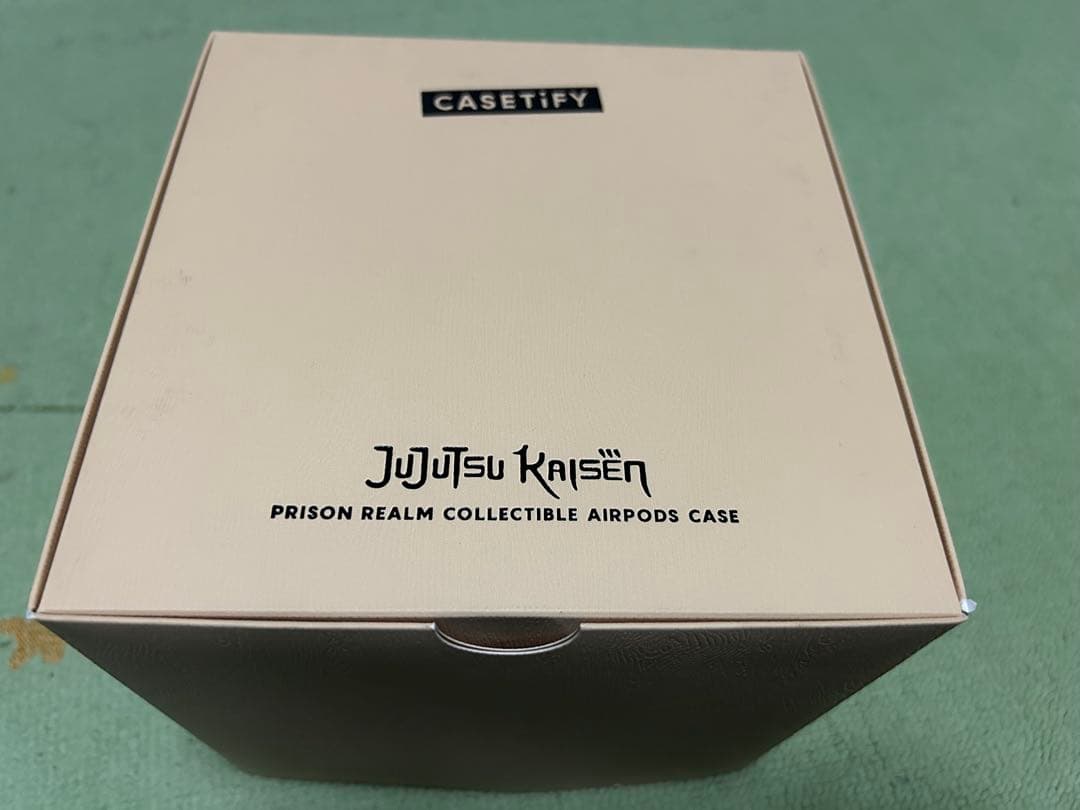 CASETiFY
JUJUTSU KAISEN
PRISON REALM COLLECTIBLE AIRPODS CASE